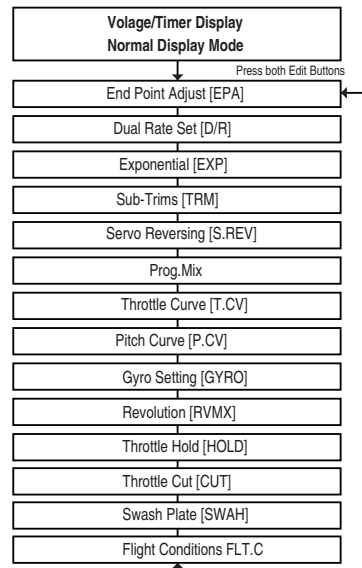 Volage/Timer Display
Normal Display Mode
Press both Edit Buttons
End Point Adjust [EPA]
Dual Rate Set [D/R]
Exponential [EXP]
Sub-Trims [TRM]
Servo Reversing [S.REV]
Prog.Mix
Throttle Curve [T.CV]
Pitch Curve [P.CV]
Gyro Setting [GYRO]
Revolution [RVMX]
Throttle Hold [HOLD]
Throttle Cut [CUT]
Swash Plate [SWAH]
Flight Conditions FLT.C